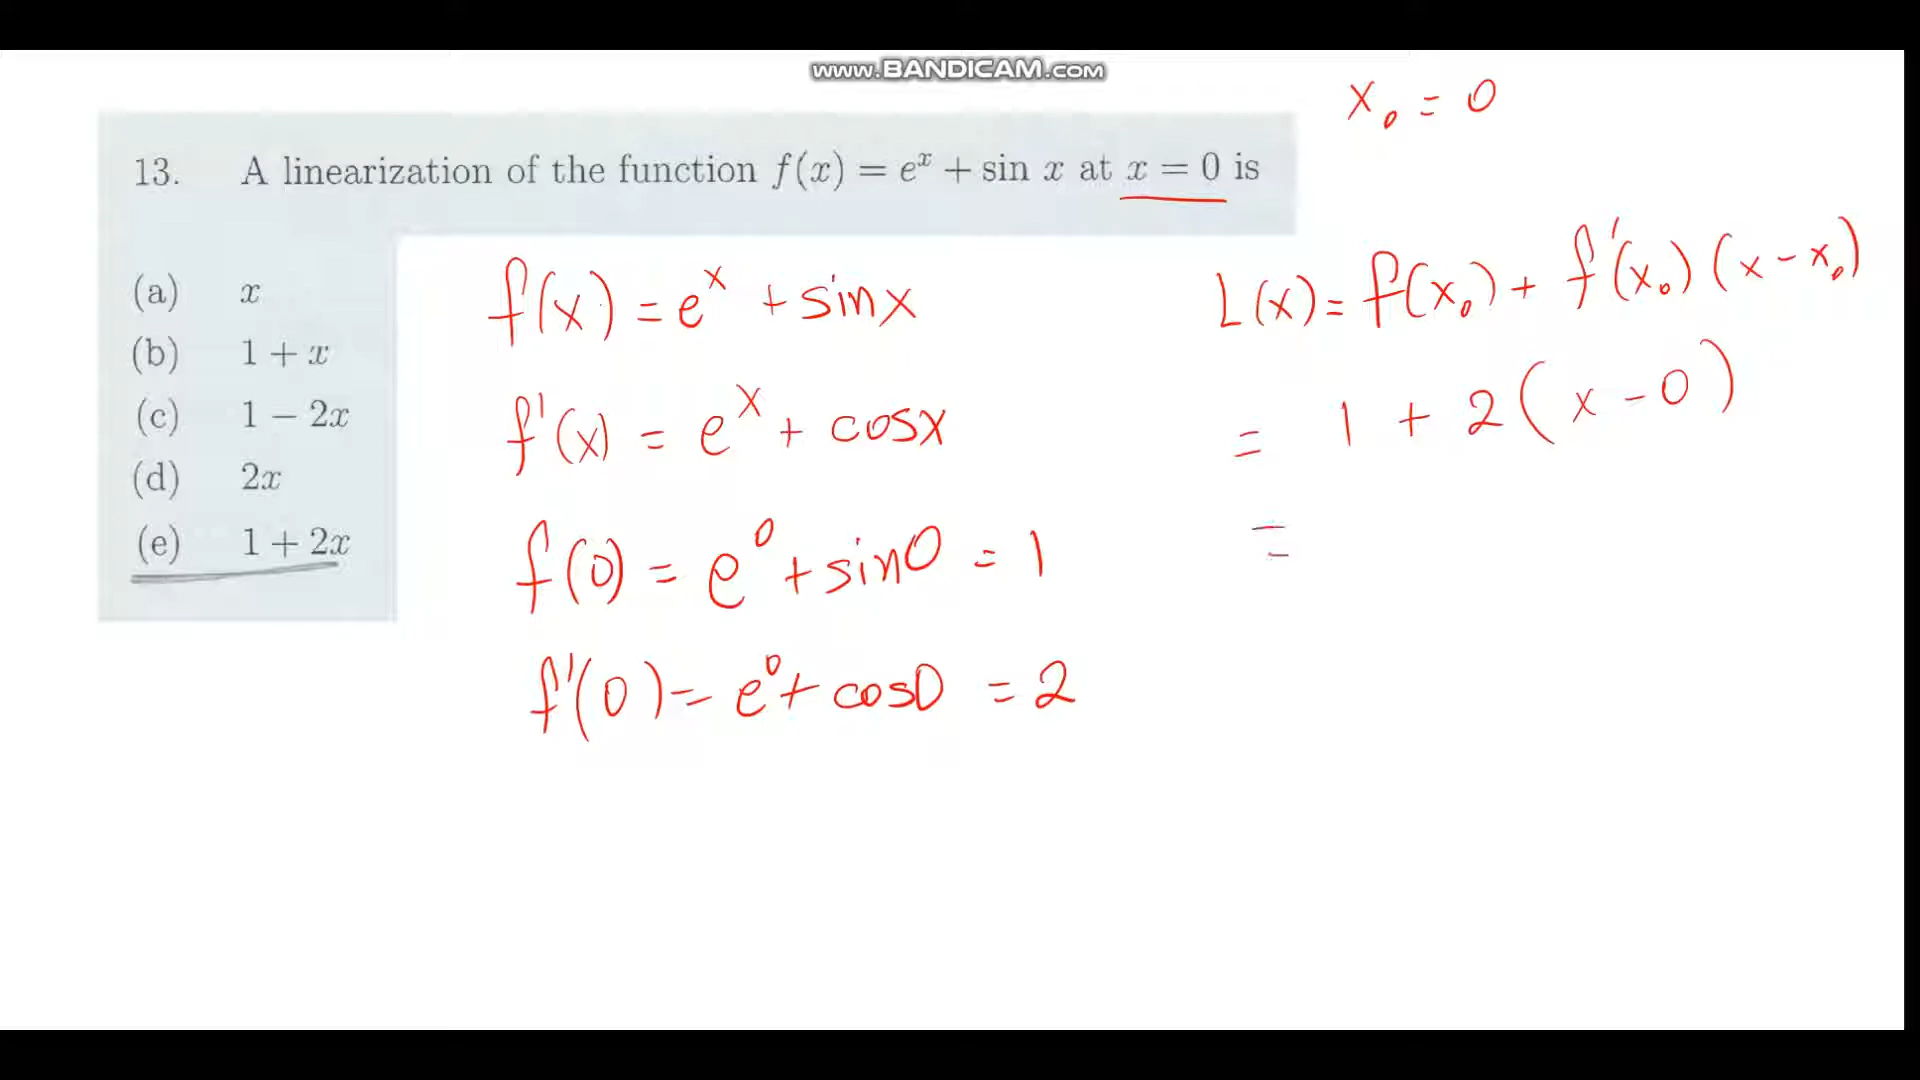 www.BANDICAM.com
x₀ = 0
13. A linearization of the function f(x) = eˣ + sin x at x = 0 is
(a) x
(b) 1 + x
(c) 1 − 2x
(d) 2x
(e) 1 + 2x
f(x) = eˣ + sinx
f'(x) = eˣ + cosx
f(0) = e⁰ + sin0 = 1
f'(0) = e⁰ + cos0 = 2
L(x) = f(x₀) + f'(x₀)(x − x₀)
= 1 + 2(x − 0)
=